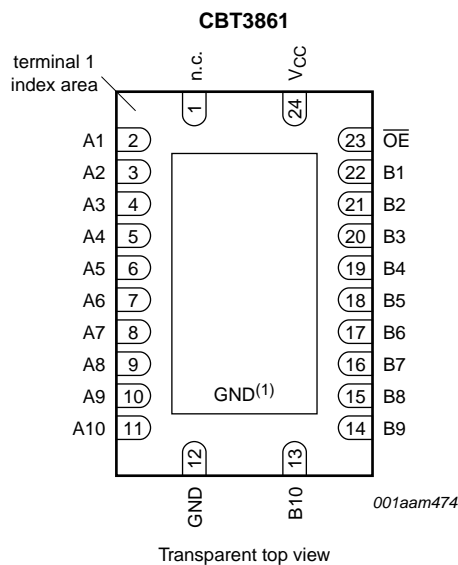 CBT3861
terminal 1
index area
n.c.
VCC
1
24
A1 2
23 OE
A2 3
22 B1
A3 4
21 B2
A4 5
20 B3
A5 6
19 B4
A6 7
18 B5
A7 8
17 B6
A8 9
16 B7
A9 10
15 B8
A10 11
14 B9
GND(1)
12
13
GND
B10
001aam474
Transparent top view